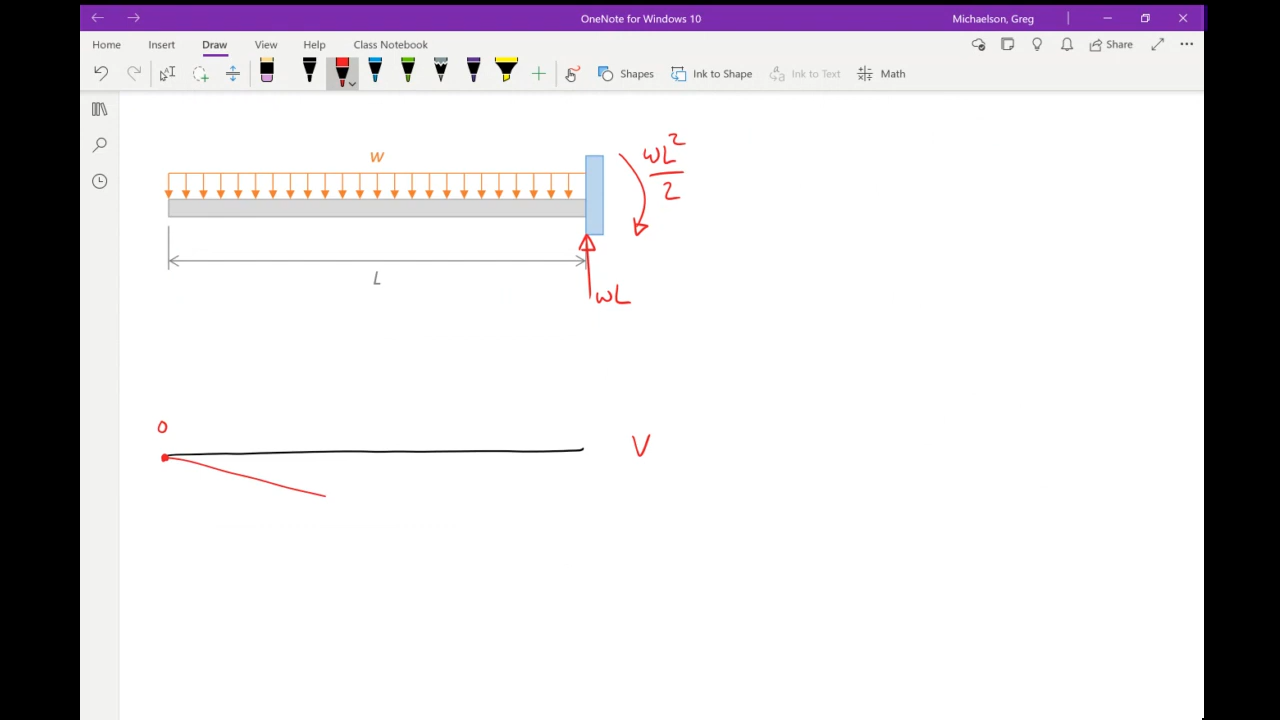 OneNote for Windows 10
Michaelson, Greg
Home Insert Draw View Help Class Notebook
Share
Shapes Ink to Shape Ink to Text Math
w
wL²
2
L
wL
0
V